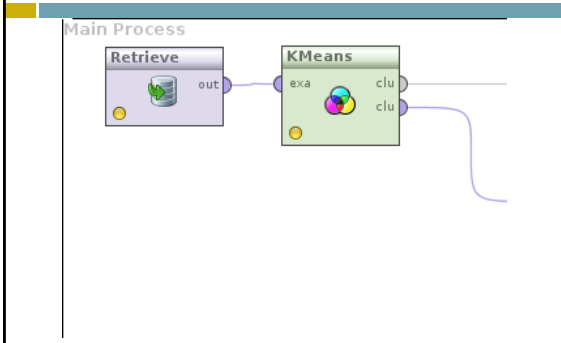 Main Process
Retrieve
out
KMeans
exa
clu
clu